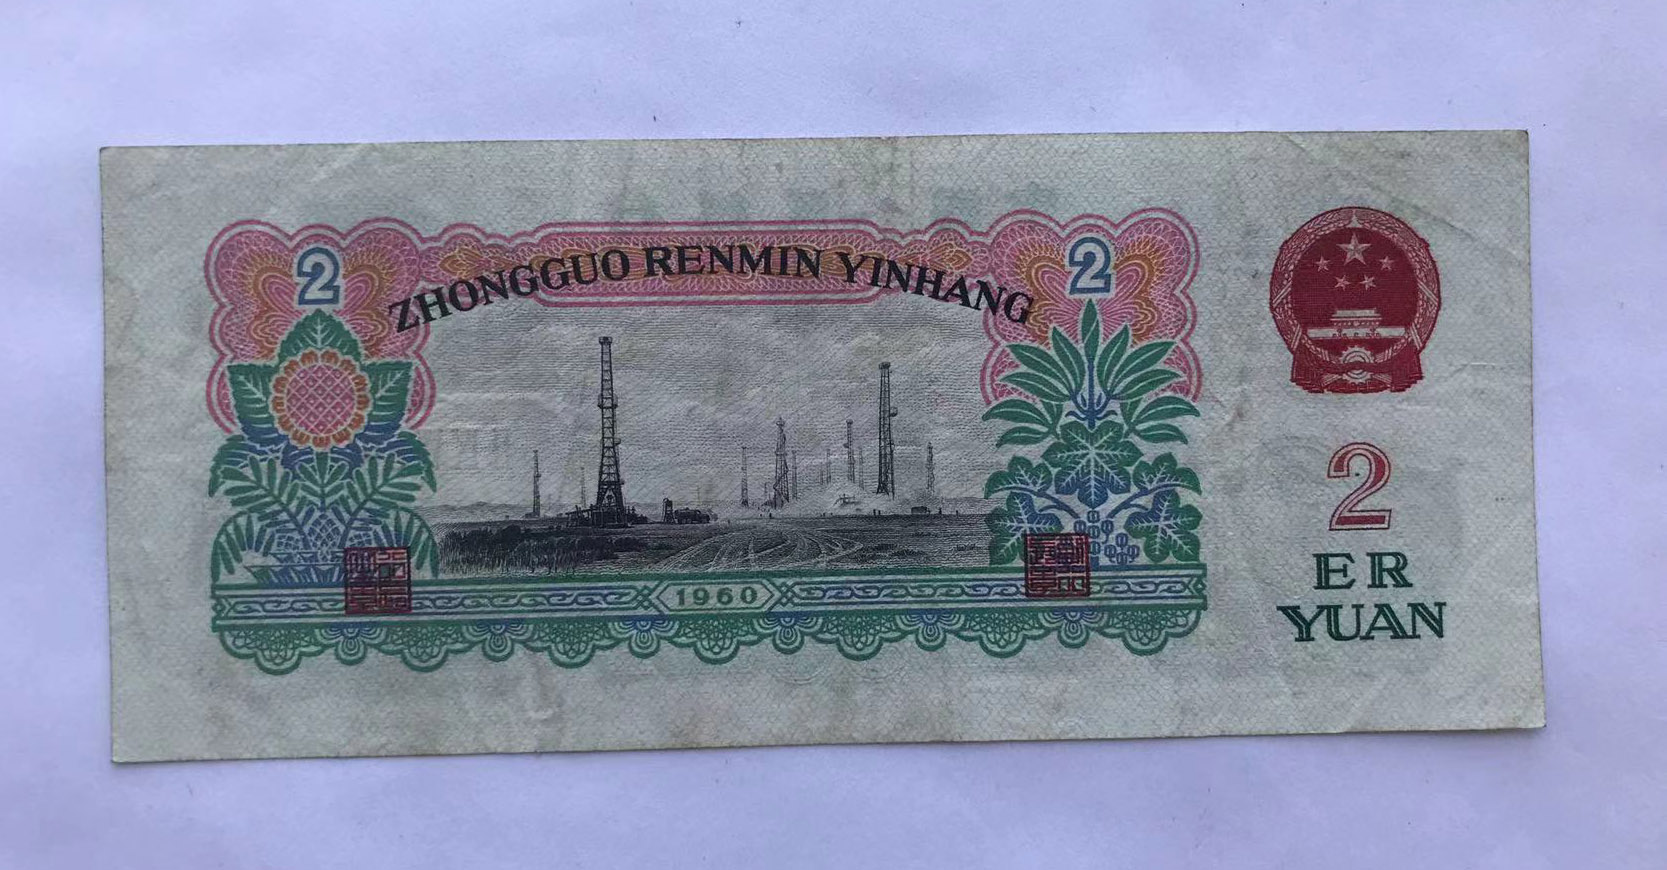 2 2
ZHONGGUO RENMIN YINHANG
1960
2
ER
YUAN